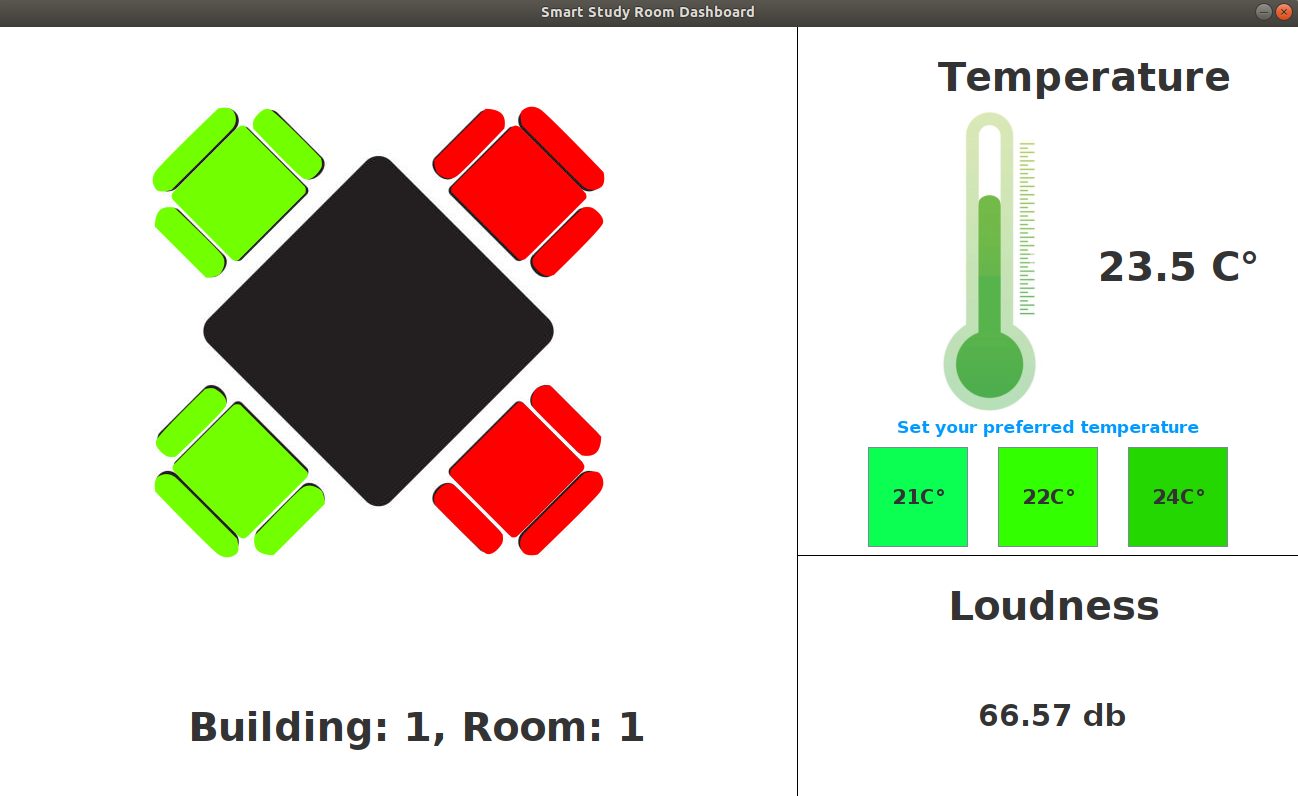 Smart Study Room Dashboard
Temperature
23.5 C°
Set your preferred temperature
21C° 22C° 24C°
Loudness
66.57 db
Building: 1, Room: 1